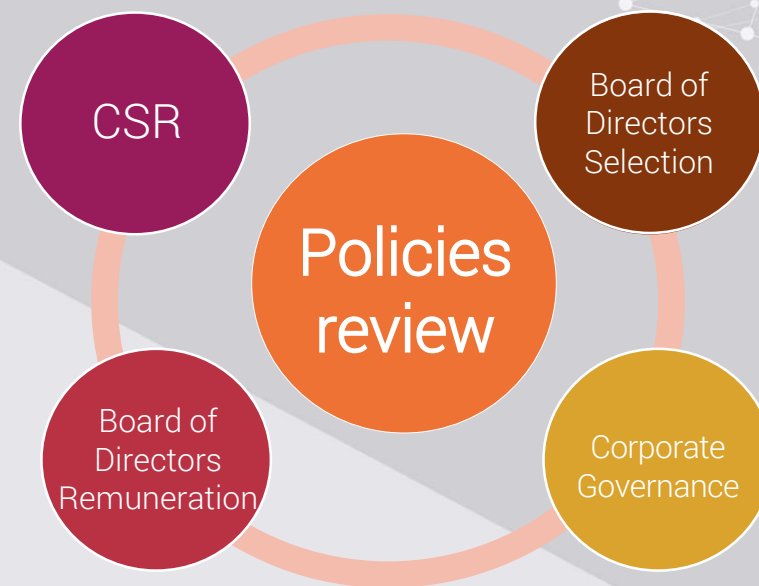 CSR
Board of
Directors
Selection
Policies
review
Board of
Directors
Remuneration
Corporate
Governance